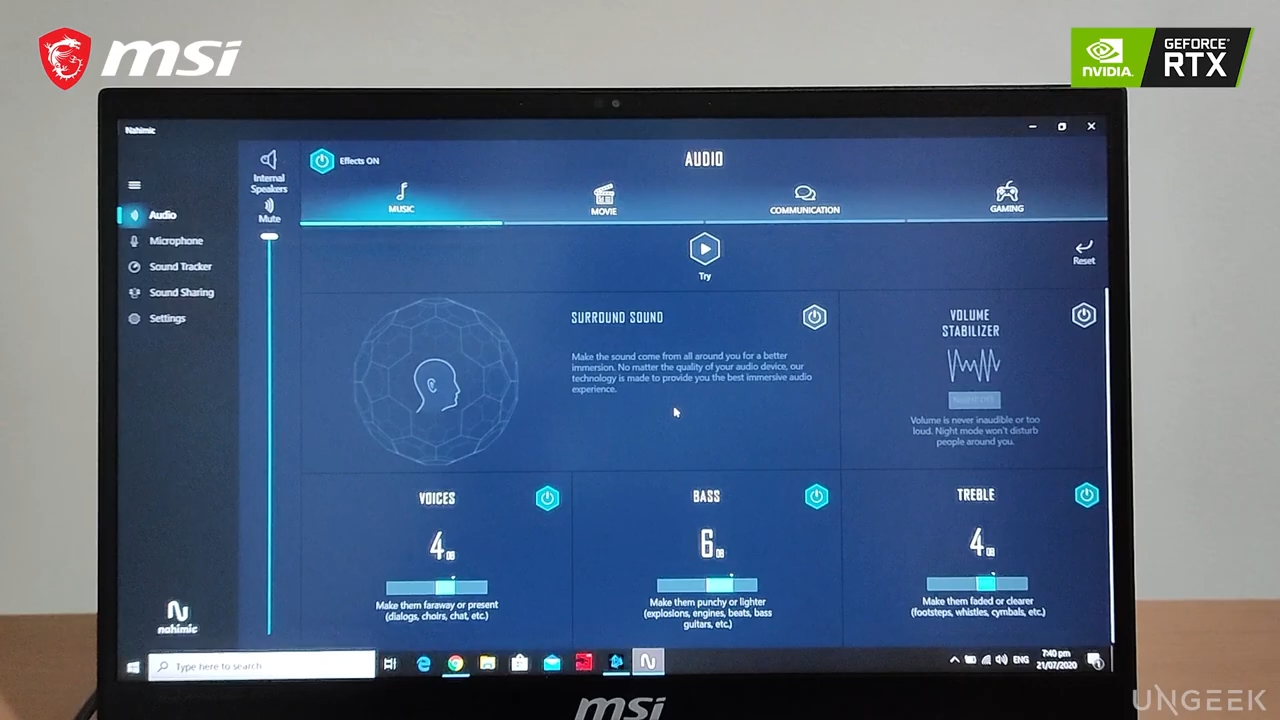 msi
NVIDIA.
GEFORCE®
RTX
Nahimic
Internal
Speakers
Mute
Effects ON
AUDIO
MUSIC
MOVIE
COMMUNICATION
GAMING
Audio
Microphone
Sound Tracker
Sound Sharing
Settings
Try
Reset
SURROUND SOUND
Make the sound come from all around you for a better
immersion. No matter the quality of your audio device, our
technology is made to provide you the best immersive audio
experience.
VOLUME
STABILIZER
Volume is never inaudible or too
loud. Night mode won't disturb
people around you.
VOICES
4 DB
Make them faraway or present
(dialogs, choirs, chat, etc.)
BASS
6 DB
Make them punchy or lighter
(explosions, engines, beats, bass
guitars, etc.)
TREBLE
4 DB
Make them faded or clearer
(footsteps, whistles, cymbals, etc.)
nahimic
Type here to search
ENG
7:40 pm
21/07/2020
1
msi
UNGEEK